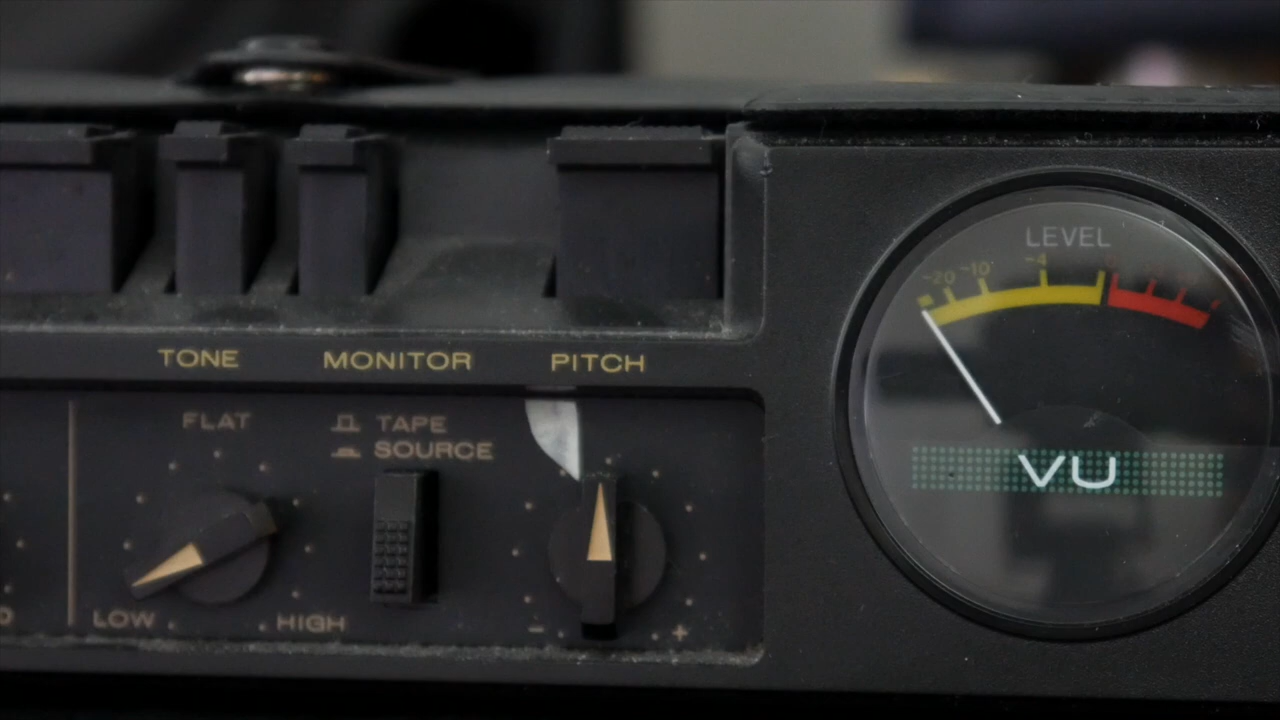 LEVEL
-20 -10 -4 0
TONE MONITOR PITCH
FLAT
TAPE
SOURCE
VU
LOW HIGH - +